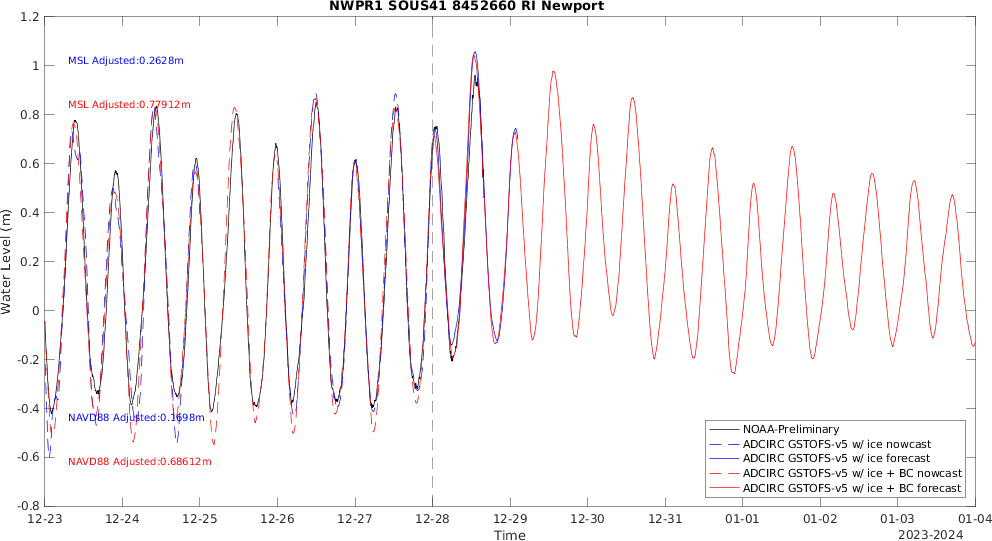 NWPR1 SOUS41 8452660 RI Newport
1.2
1
0.8
0.6
0.4
0.2
0
-0.2
-0.4
-0.6
-0.8
Water Level (m)
MSL Adjusted:0.2628m
MSL Adjusted:0.77912m
NAVD88 Adjusted:0.1698m
NAVD88 Adjusted:0.68612m
NOAA-Preliminary
ADCIRC GSTOFS-v5 w/ ice nowcast
ADCIRC GSTOFS-v5 w/ ice forecast
ADCIRC GSTOFS-v5 w/ ice + BC nowcast
ADCIRC GSTOFS-v5 w/ ice + BC forecast
12-23 12-24 12-25 12-26 12-27 12-28 12-29 12-30 12-31 01-01 01-02 01-03 01-04
Time
2023-2024